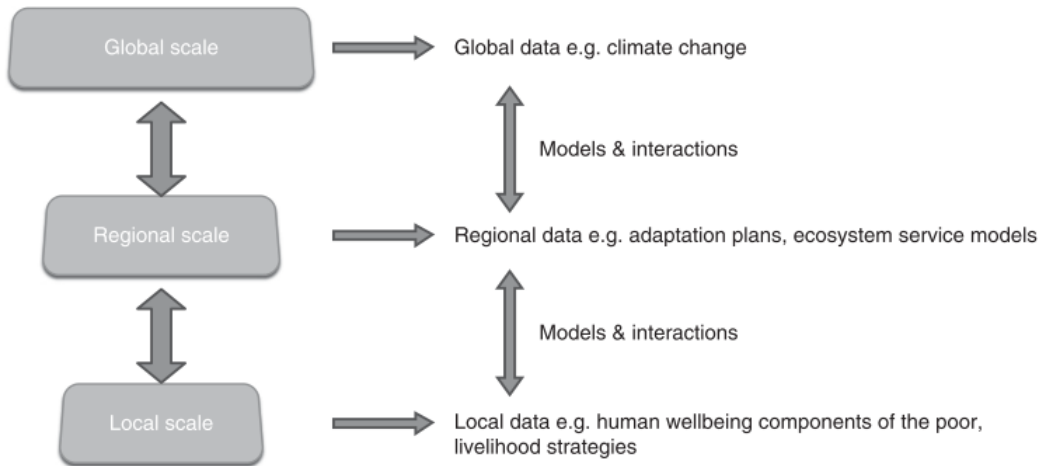 Global scale
Global data e.g. climate change
Models & interactions
Regional scale
Regional data e.g. adaptation plans, ecosystem service models
Models & interactions
Local scale
Local data e.g. human wellbeing components of the poor,
livelihood strategies